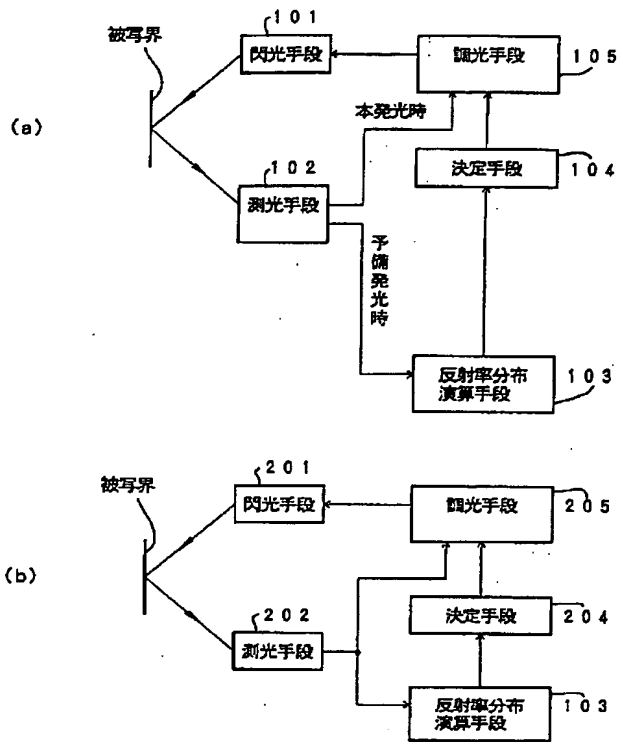 (a)
被写界
101
閃光手段
調光手段
105
本発光時
102
測光手段
決定手段
104
予備発光時
反射率分布
演算手段
103
(b)
被写界
201
閃光手段
調光手段
205
202
測光手段
決定手段
204
反射率分布
演算手段
103